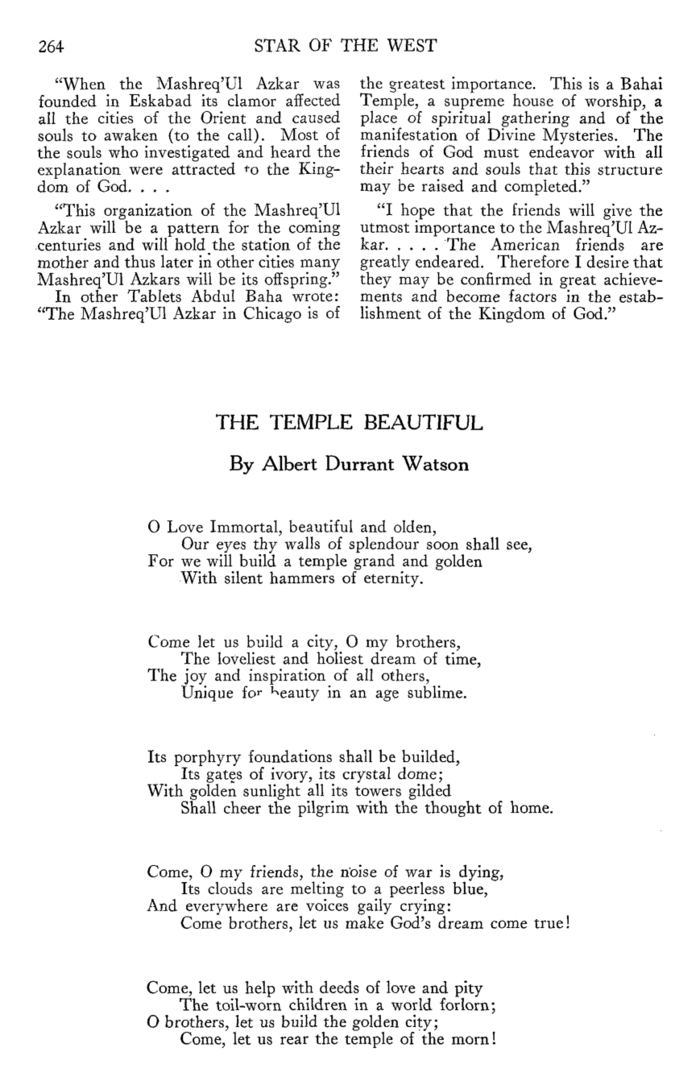 264
STAR OF THE WEST
"When the Mashreq'Ul Azkar was
founded in Eskabad its clamor affected
all the cities of the Orient and caused
souls to awaken (to the call). Most of
the souls who investigated and heard the
explanation were attracted to the King-
dom of God. . . .
"This organization of the Mashreq'Ul
Azkar will be a pattern for the coming
centuries and will hold the station of the
mother and thus later in other cities many
Mashreq'Ul Azkars will be its offspring."
In other Tablets Abdul Baha wrote:
"The Mashreq'Ul Azkar in Chicago is of
the greatest importance. This is a Bahai
Temple, a supreme house of worship, a
place of spiritual gathering and of the
manifestation of Divine Mysteries. The
friends of God must endeavor with all
their hearts and souls that this structure
may be raised and completed."
"I hope that the friends will give the
utmost importance to the Mashreq'Ul Az-
kar. . . . . The American friends are
greatly endeared. Therefore I desire that
they may be confirmed in great achieve-
ments and become factors in the estab-
lishment of the Kingdom of God."
THE TEMPLE BEAUTIFUL
By Albert Durrant Watson
O Love Immortal, beautiful and olden,
Our eyes thy walls of splendour soon shall see,
For we will build a temple grand and golden
With silent hammers of eternity.
Come let us build a city, O my brothers,
The loveliest and holiest dream of time,
The joy and inspiration of all others,
Unique for beauty in an age sublime.
Its porphyry foundations shall be builded,
Its gates of ivory, its crystal dome;
With golden sunlight all its towers gilded
Shall cheer the pilgrim with the thought of home.
Come, O my friends, the noise of war is dying,
Its clouds are melting to a peerless blue,
And everywhere are voices gaily crying:
Come brothers, let us make God's dream come true!
Come, let us help with deeds of love and pity
The toil-worn children in a world forlorn;
O brothers, let us build the golden city;
Come, let us rear the temple of the morn!